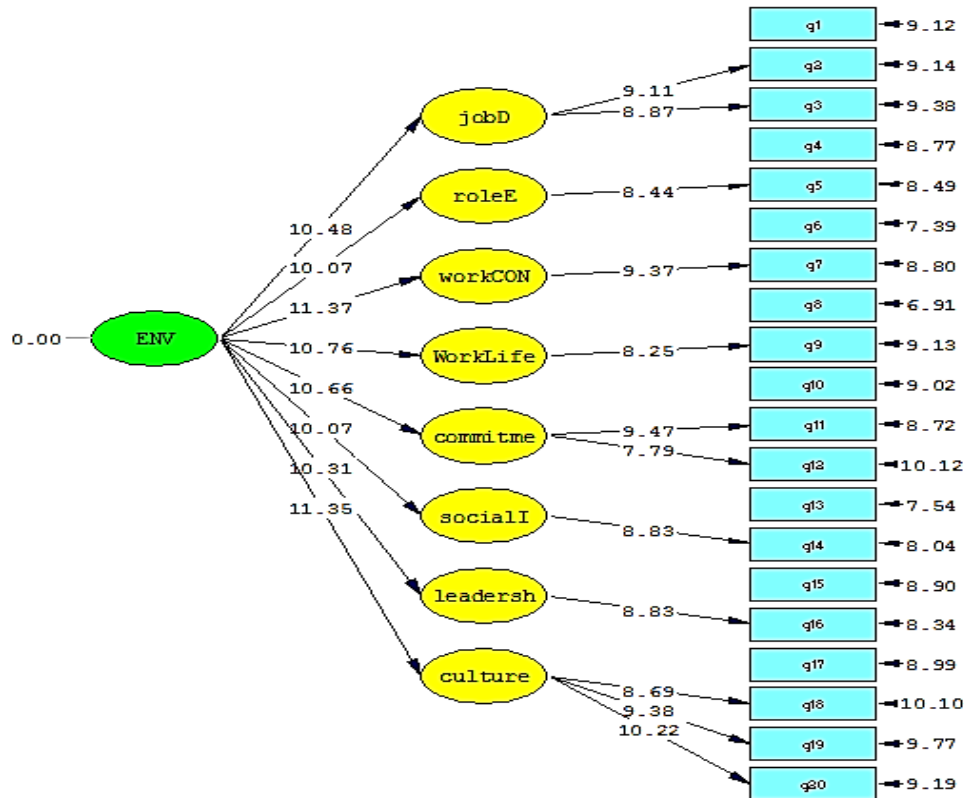 q1 9.12
q2 9.14
9.11
jobD 8.87 q3 9.38
q4 8.77
roleE 8.44 q5 8.49
10.48 q6 7.39
10.07
workCON 9.37 q7 8.80
11.37 q8 6.91
0.00 ENV
10.76 WorkLife 8.25 q9 9.13
10.66 q10 9.02
10.07 commitme 9.47 q11 8.72
7.79 q12 10.12
10.31
11.35 q13 7.54
socialI 8.83 q14 8.04
q15 8.90
leadersh 8.83 q16 8.34
q17 8.99
culture 8.69 q18 10.10
9.38
10.22 q19 9.77
q20 9.19